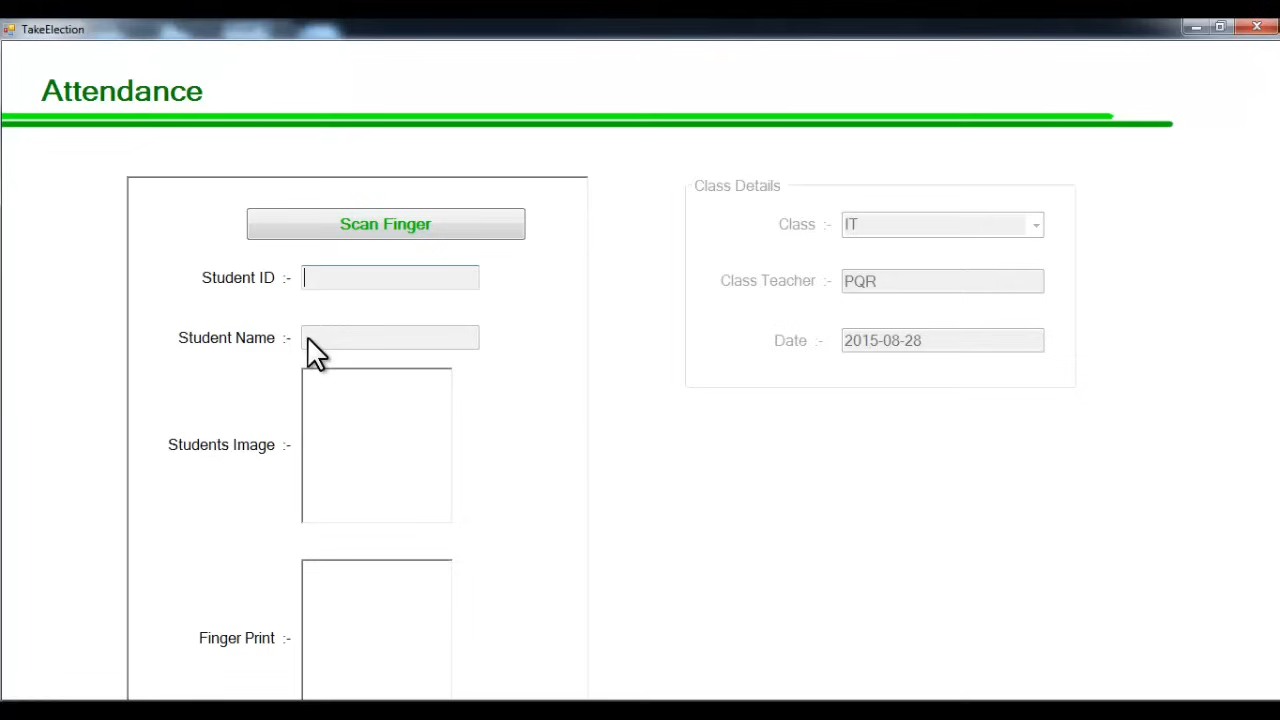 TakeElection
Attendance
Scan Finger
Student ID :-
Student Name :-
Students Image :-
Finger Print :-
Class Details
Class :- IT
Class Teacher :- PQR
Date :- 2015-08-28